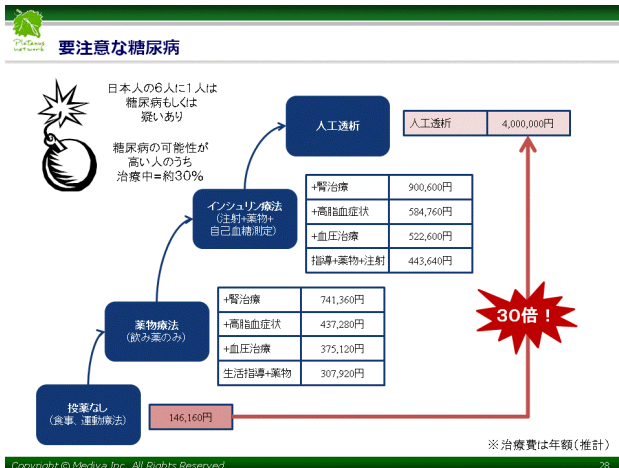 Platanus
network
要注意な糖尿病
日本人の6人に1人は
糖尿病もしくは
疑いあり
糖尿病の可能性が
高い人のうち
治療中=約30%
人工透析
人工透析 4,000,000円
インシュリン療法
(注射+薬物+
自己血糖測定)
+腎治療 900,600円
+高脂血症状 584,760円
+血圧治療 522,600円
指導+薬物+注射 443,640円
30倍!
薬物療法
(飲み薬のみ)
+腎治療 741,360円
+高脂血症状 437,280円
+血圧治療 375,120円
生活指導+薬物 307,920円
投薬なし
(食事、運動療法)
146,160円
※治療費は年額(推計)
Copyright © Mediva Inc. All Rights Reserved
28